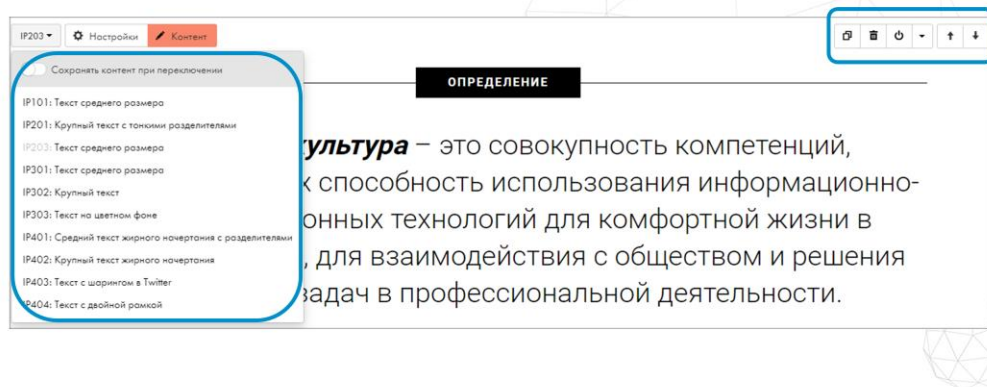 IP203 Настройки Контент
Сохранять контент при переключении
IP101: Текст среднего размера
IP201: Крупный текст с тонкими разделителями
IP203: Текст среднего размера
IP301: Текст среднего размера
IP302: Крупный текст
IP303: Текст на цветном фоне
IP401: Средний текст жирного начертания с разделителями
IP402: Крупный текст жирного начертания
IP403: Текст с шарингом в Twitter
IP404: Текст с двойной рамкой
ОПРЕДЕЛЕНИЕ
культура – это совокупность компетенций,
х способность использования информационно-
онных технологий для комфортной жизни в
, для взаимодействия с обществом и решения
задач в профессиональной деятельности.